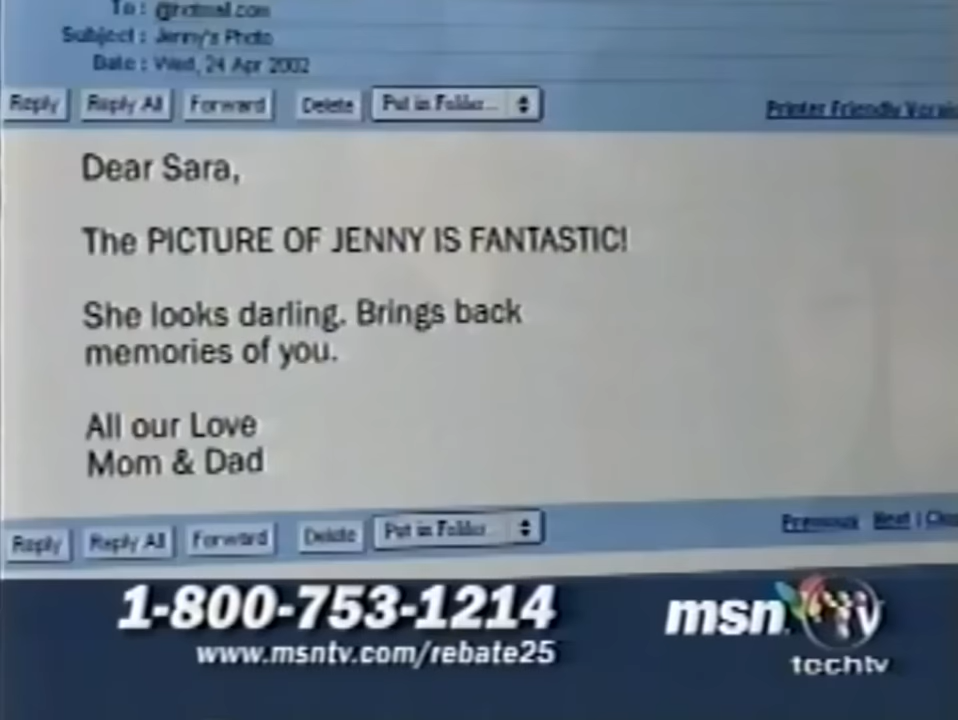 To: @hotmail.com
Subject: Jenny's Photo
Date: Wed, 24 Apr 2002
Reply Reply All Forward Delete Put in Folder... Printer Friendly
Dear Sara,
The PICTURE OF JENNY IS FANTASTIC!
She looks darling. Brings back
memories of you.
All our Love
Mom & Dad
Reply Reply All Forward Delete Put in Folder... Previous Next |
1-800-753-1214
www.msntv.com/rebate25
msn tv
techtv